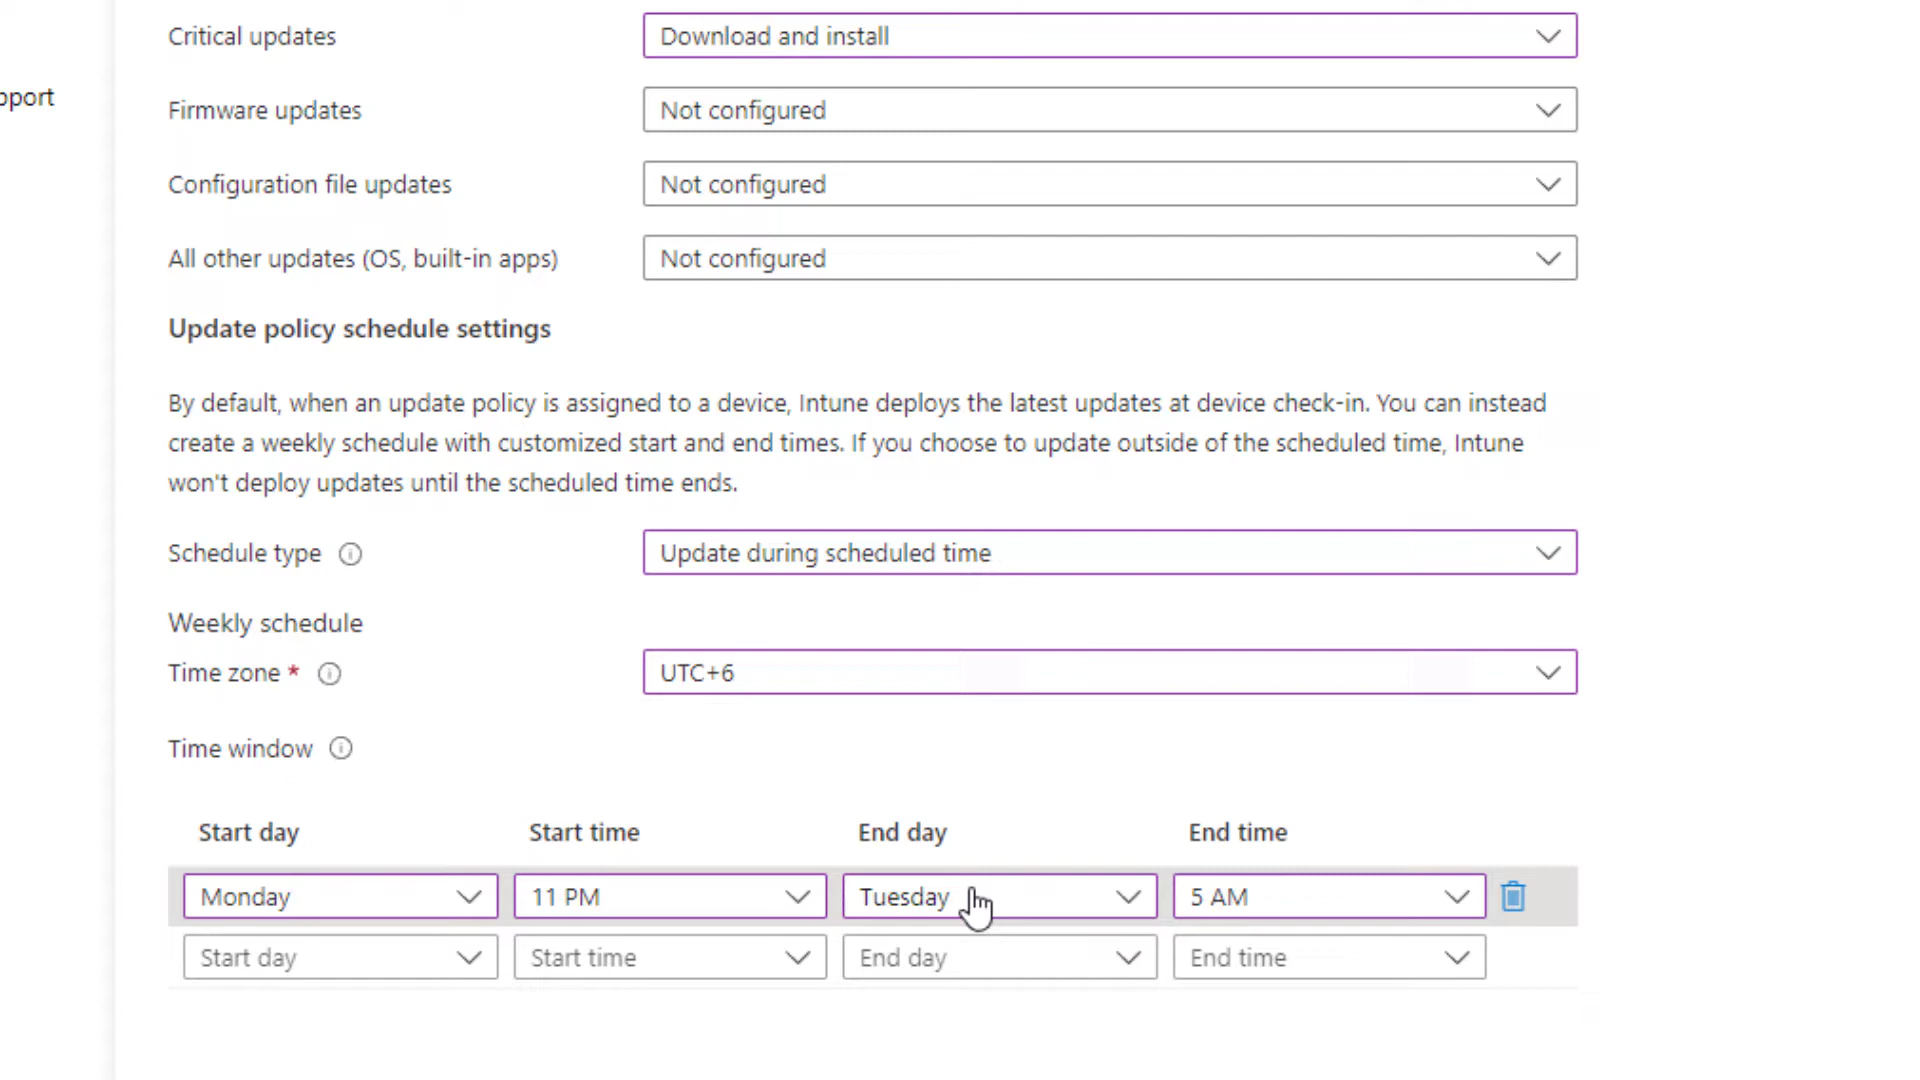 Critical updates Download and install
pport
Firmware updates Not configured
Configuration file updates Not configured
All other updates (OS, built-in apps) Not configured
Update policy schedule settings
By default, when an update policy is assigned to a device, Intune deploys the latest updates at device check-in. You can instead
create a weekly schedule with customized start and end times. If you choose to update outside of the scheduled time, Intune
won't deploy updates until the scheduled time ends.
Schedule type Update during scheduled time
Weekly schedule
Time zone * UTC+6
Time window
Start day Start time End day End time
Monday 11 PM Tuesday 5 AM
Start day Start time End day End time